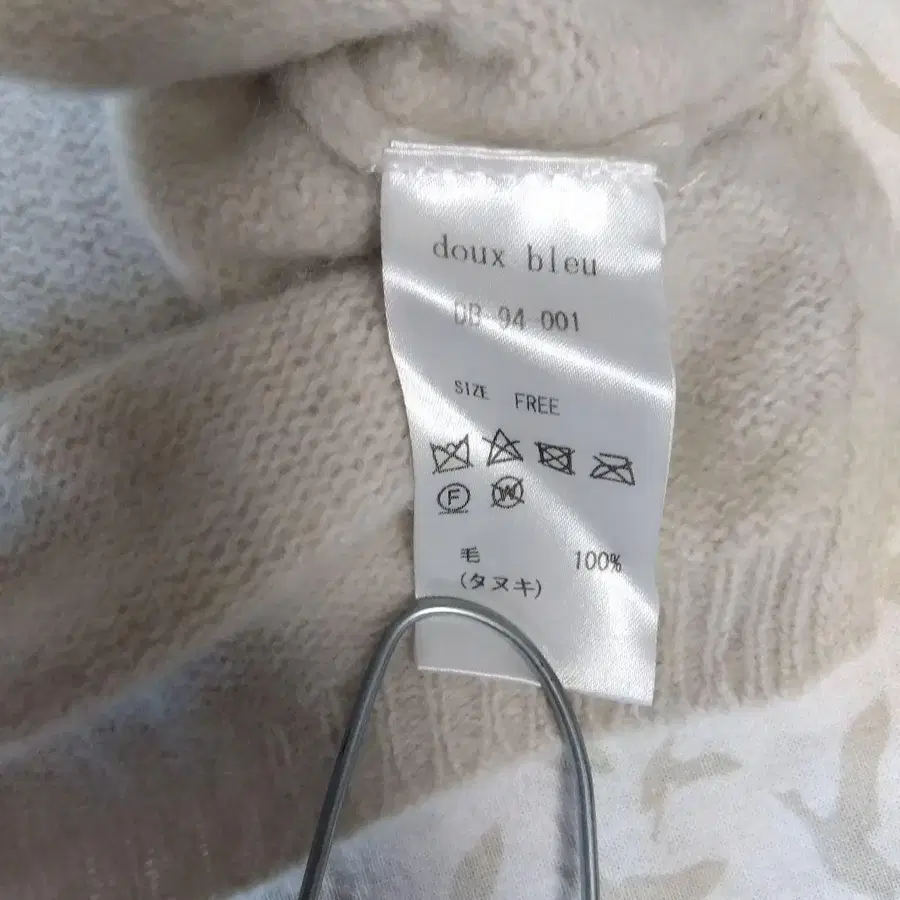 doux bleu
DB-94-001
SIZE FREE
F W
毛 100%
(タヌキ)